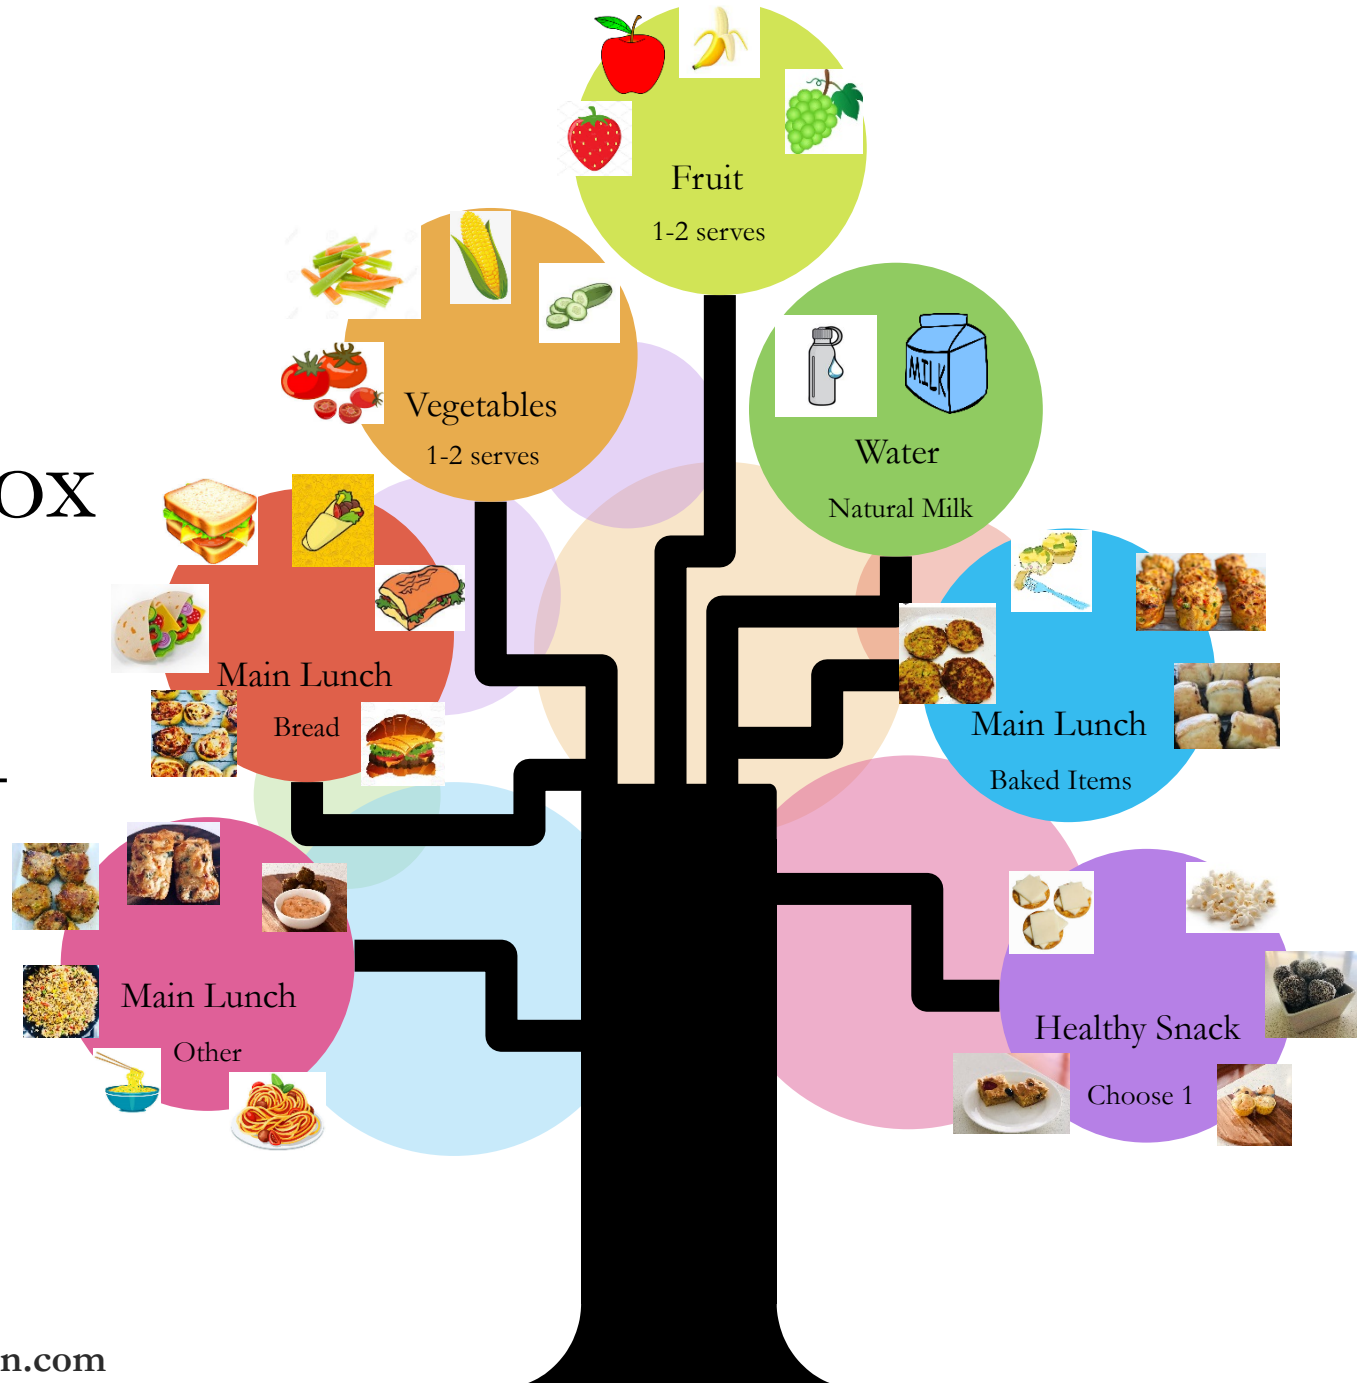 Fruit
1-2 serves
Vegetables
1-2 serves
MILK
Water
Natural Milk
ox
Main Lunch
Bread
Main Lunch
Baked Items
Main Lunch
Other
Healthy Snack
Choose 1
n.com